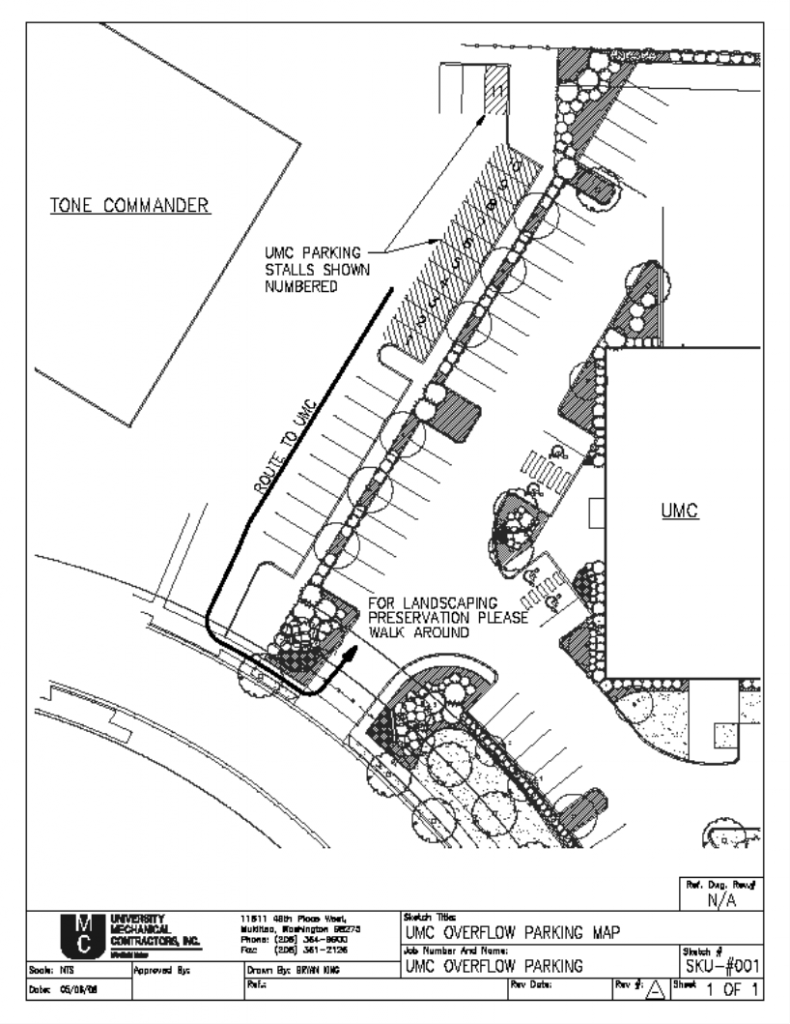 11
10
9
8
7
6
5
4
3
2
1
TONE COMMANDER
UMC PARKING
STALLS SHOWN
NUMBERED
ROUTE TO UMC
UMC
FOR LANDSCAPING
PRESERVATION PLEASE
WALK AROUND
Ref. Dwg. Rev#
N/A
MC
UNIVERSITY
MECHANICAL
CONTRACTORS, INC.
11611 49th Place West,
Mukilteo, Washington 98275
Phone: (206) 364-9900
Fax: (206) 361-2126
Sketch Title:
UMC OVERFLOW PARKING MAP
Job Number And Name:
UMC OVERFLOW PARKING
Sketch #
SKU-#001
Scale: NTS
Approved By:
Drawn By: BRYAN KING
Date: 05/08/08
Ref.:
Rev Date:
Rev #:
Sheet 1 OF 1